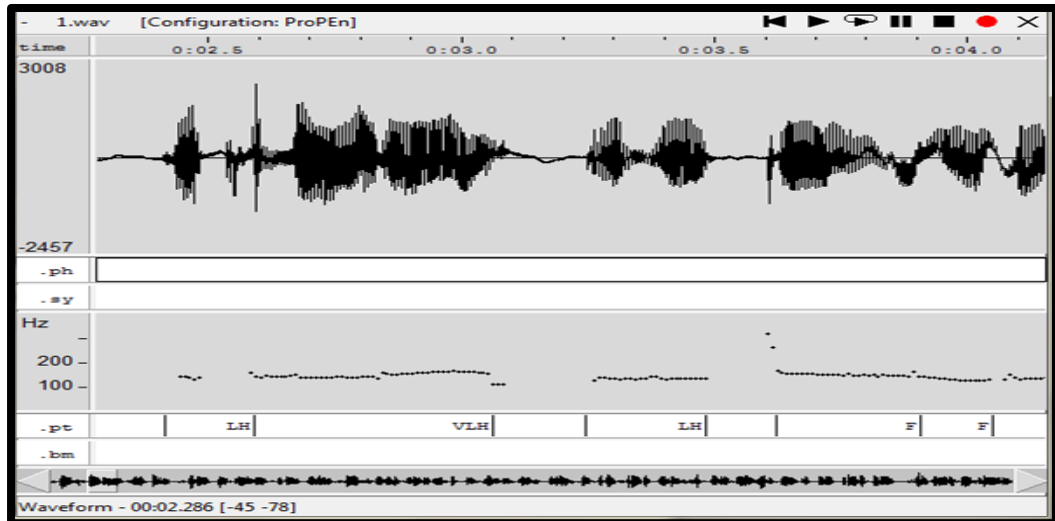 - 1.wav [Configuration: ProPEn]
time 0:02.5 0:03.0 0:03.5 0:04.0
3008
-2457
.ph
.sy
Hz
200
100
.pt LH VLH LH F F
.bm
Waveform - 00:02.286 [-45 -78]